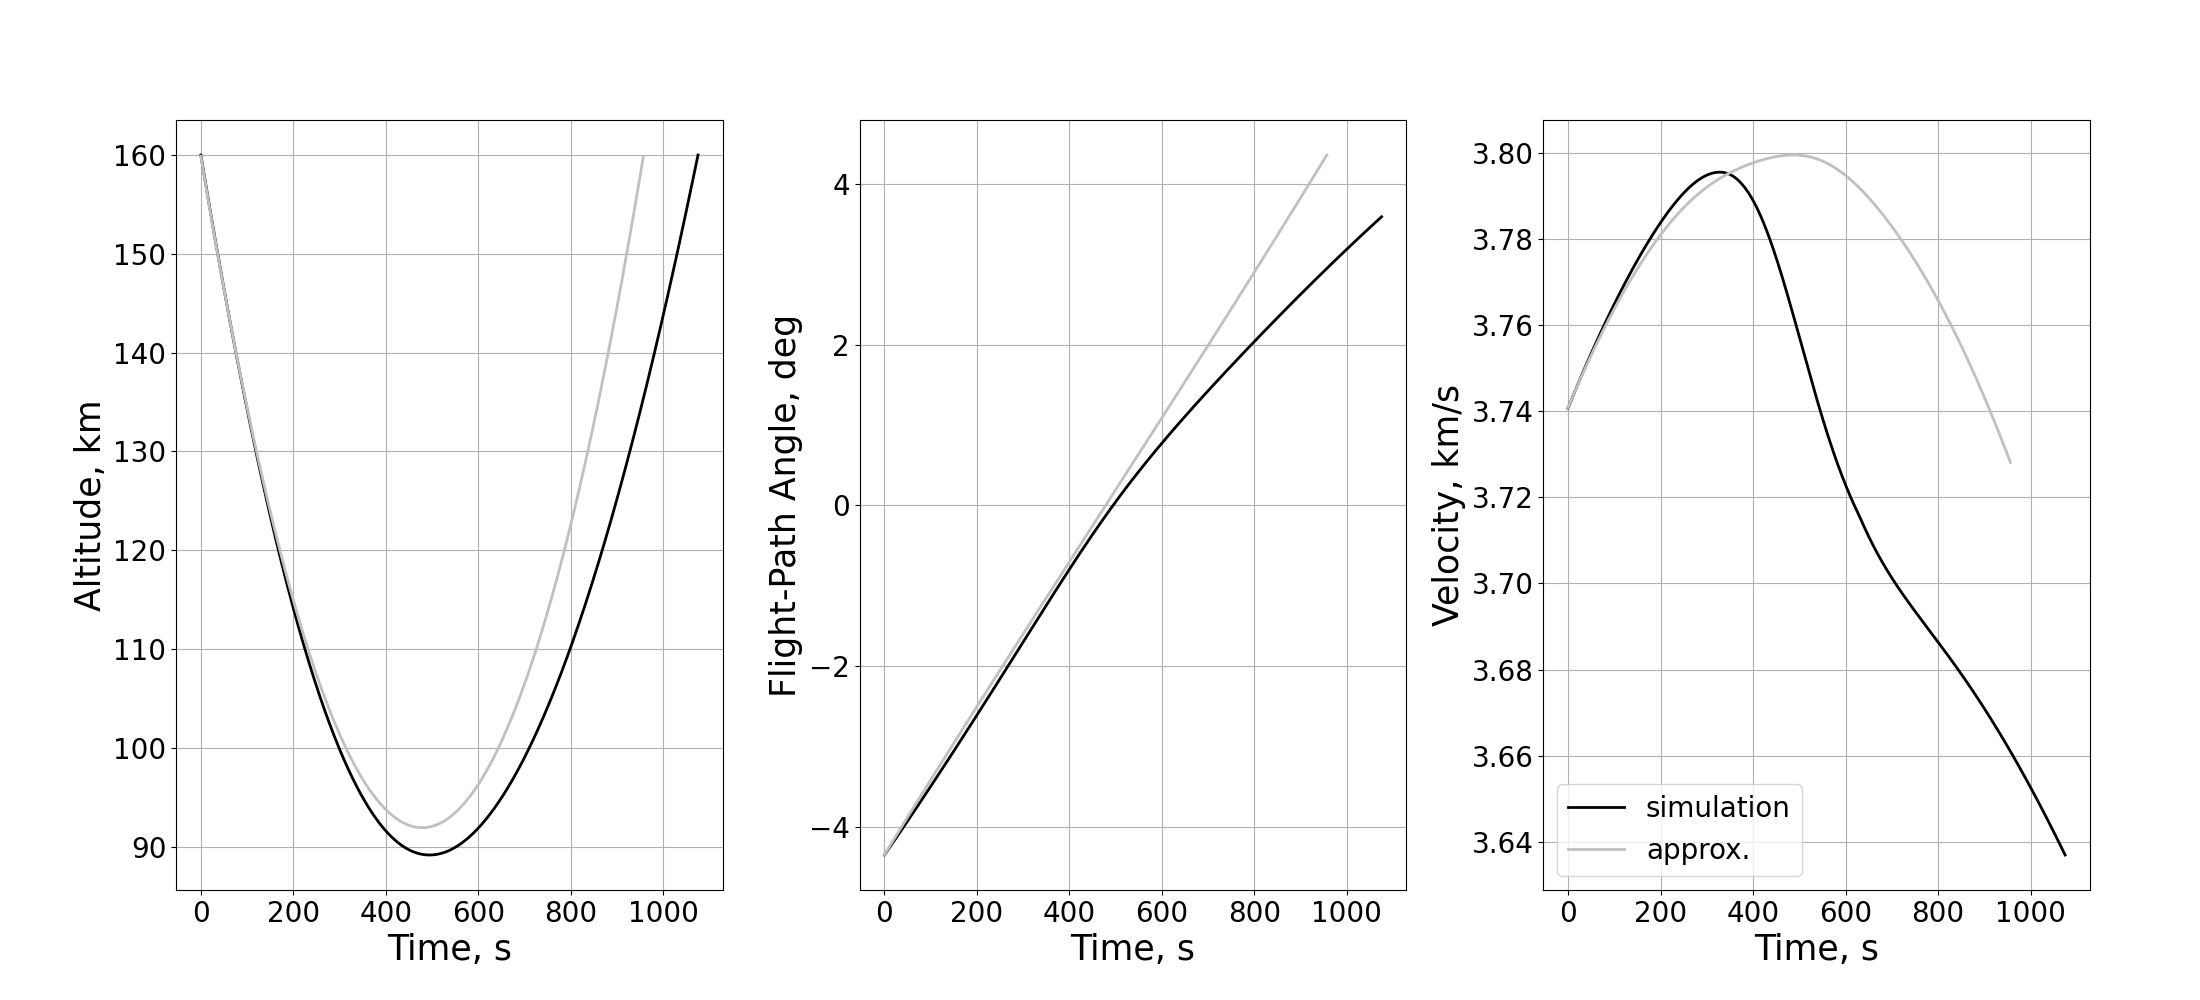 Altitude, km
160
150
140
130
120
110
100
90
0 200 400 600 800 1000
Time, s
Flight-Path Angle, deg
4
2
0
−2
−4
0 200 400 600 800 1000
Time, s
Velocity, km/s
3.80
3.78
3.76
3.74
3.72
3.70
3.68
3.66
3.64
simulation
approx.
0 200 400 600 800 1000
Time, s